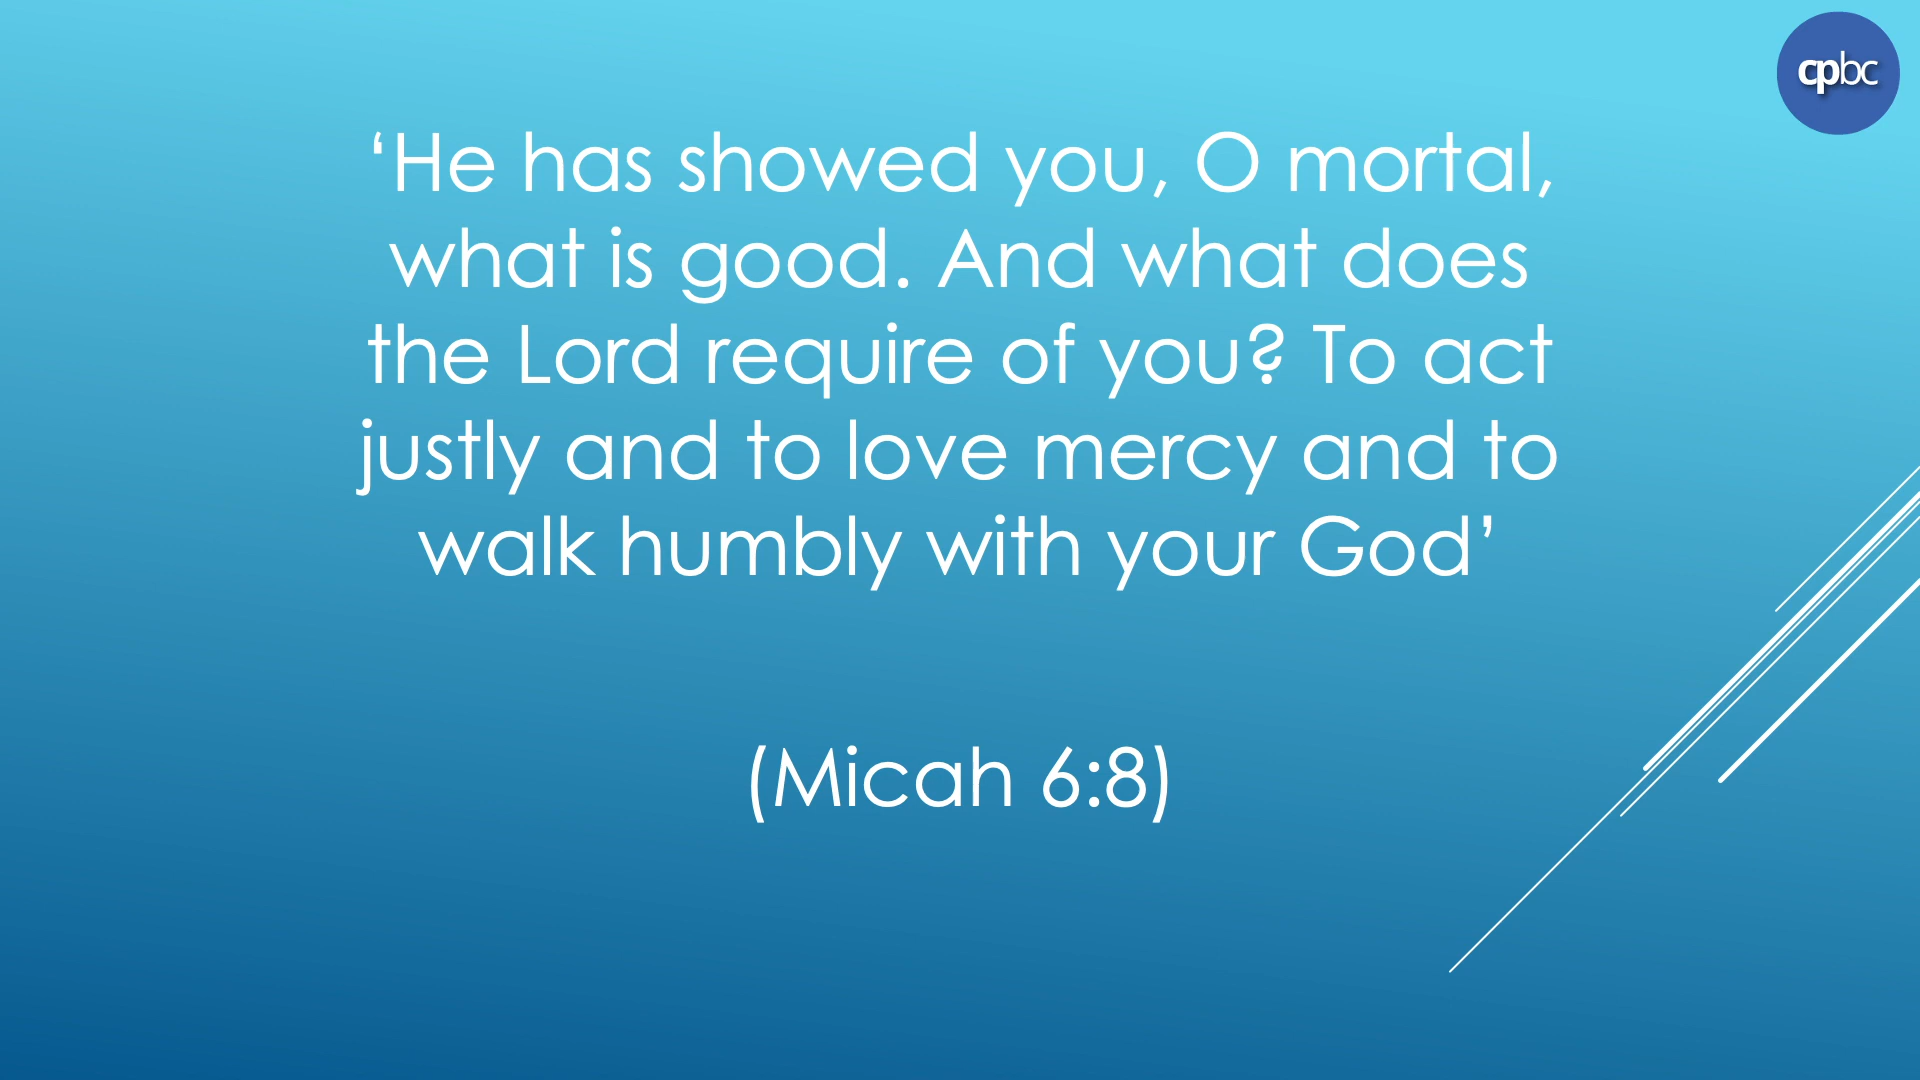 cpbc
‘He has showed you, O mortal,
what is good. And what does
the Lord require of you? To act
justly and to love mercy and to
walk humbly with your God’
(Micah 6:8)